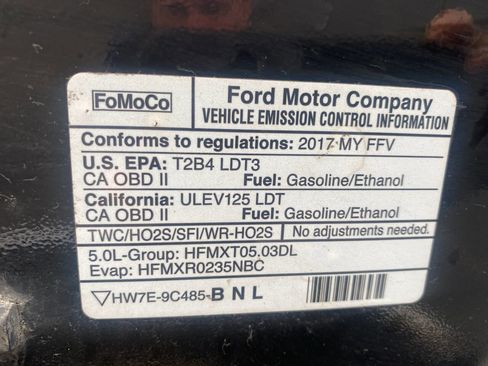 FoMoCo
Ford Motor Company
VEHICLE EMISSION CONTROL INFORMATION
Conforms to regulations: 2017 MY FFV
U.S. EPA: T2B4 LDT3
CA OBD II Fuel: Gasoline/Ethanol
California: ULEV125 LDT
CA OBD II Fuel: Gasoline/Ethanol
TWC/HO2S/SFI/WR-HO2S No adjustments needed.
5.0L-Group: HFMXT05.03DL
Evap: HFMXR0235NBC
HW7E-9C485-BNL